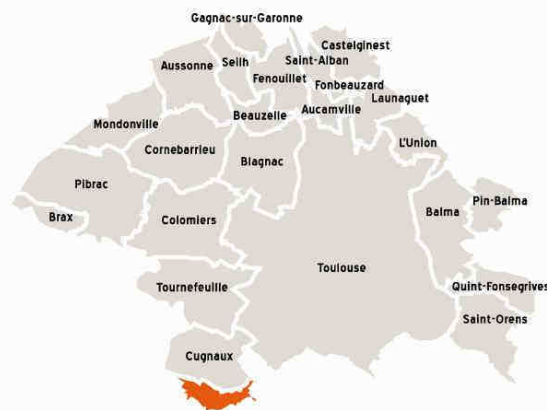 Gagnac-sur-Garonne
Castelginest
Seilh
Saint-Alban
Aussonne
Fenouillet
Fonbeauzard
Launaguet
Aucamville
Beauzelle
Mondonville
L'Union
Cornebarrieu
Blagnac
Pibrac
Pin-Balma
Balma
Brax
Colomiers
Toulouse
Tournefeuille
Quint-Fonsegrives
Saint-Orens
Cugnaux